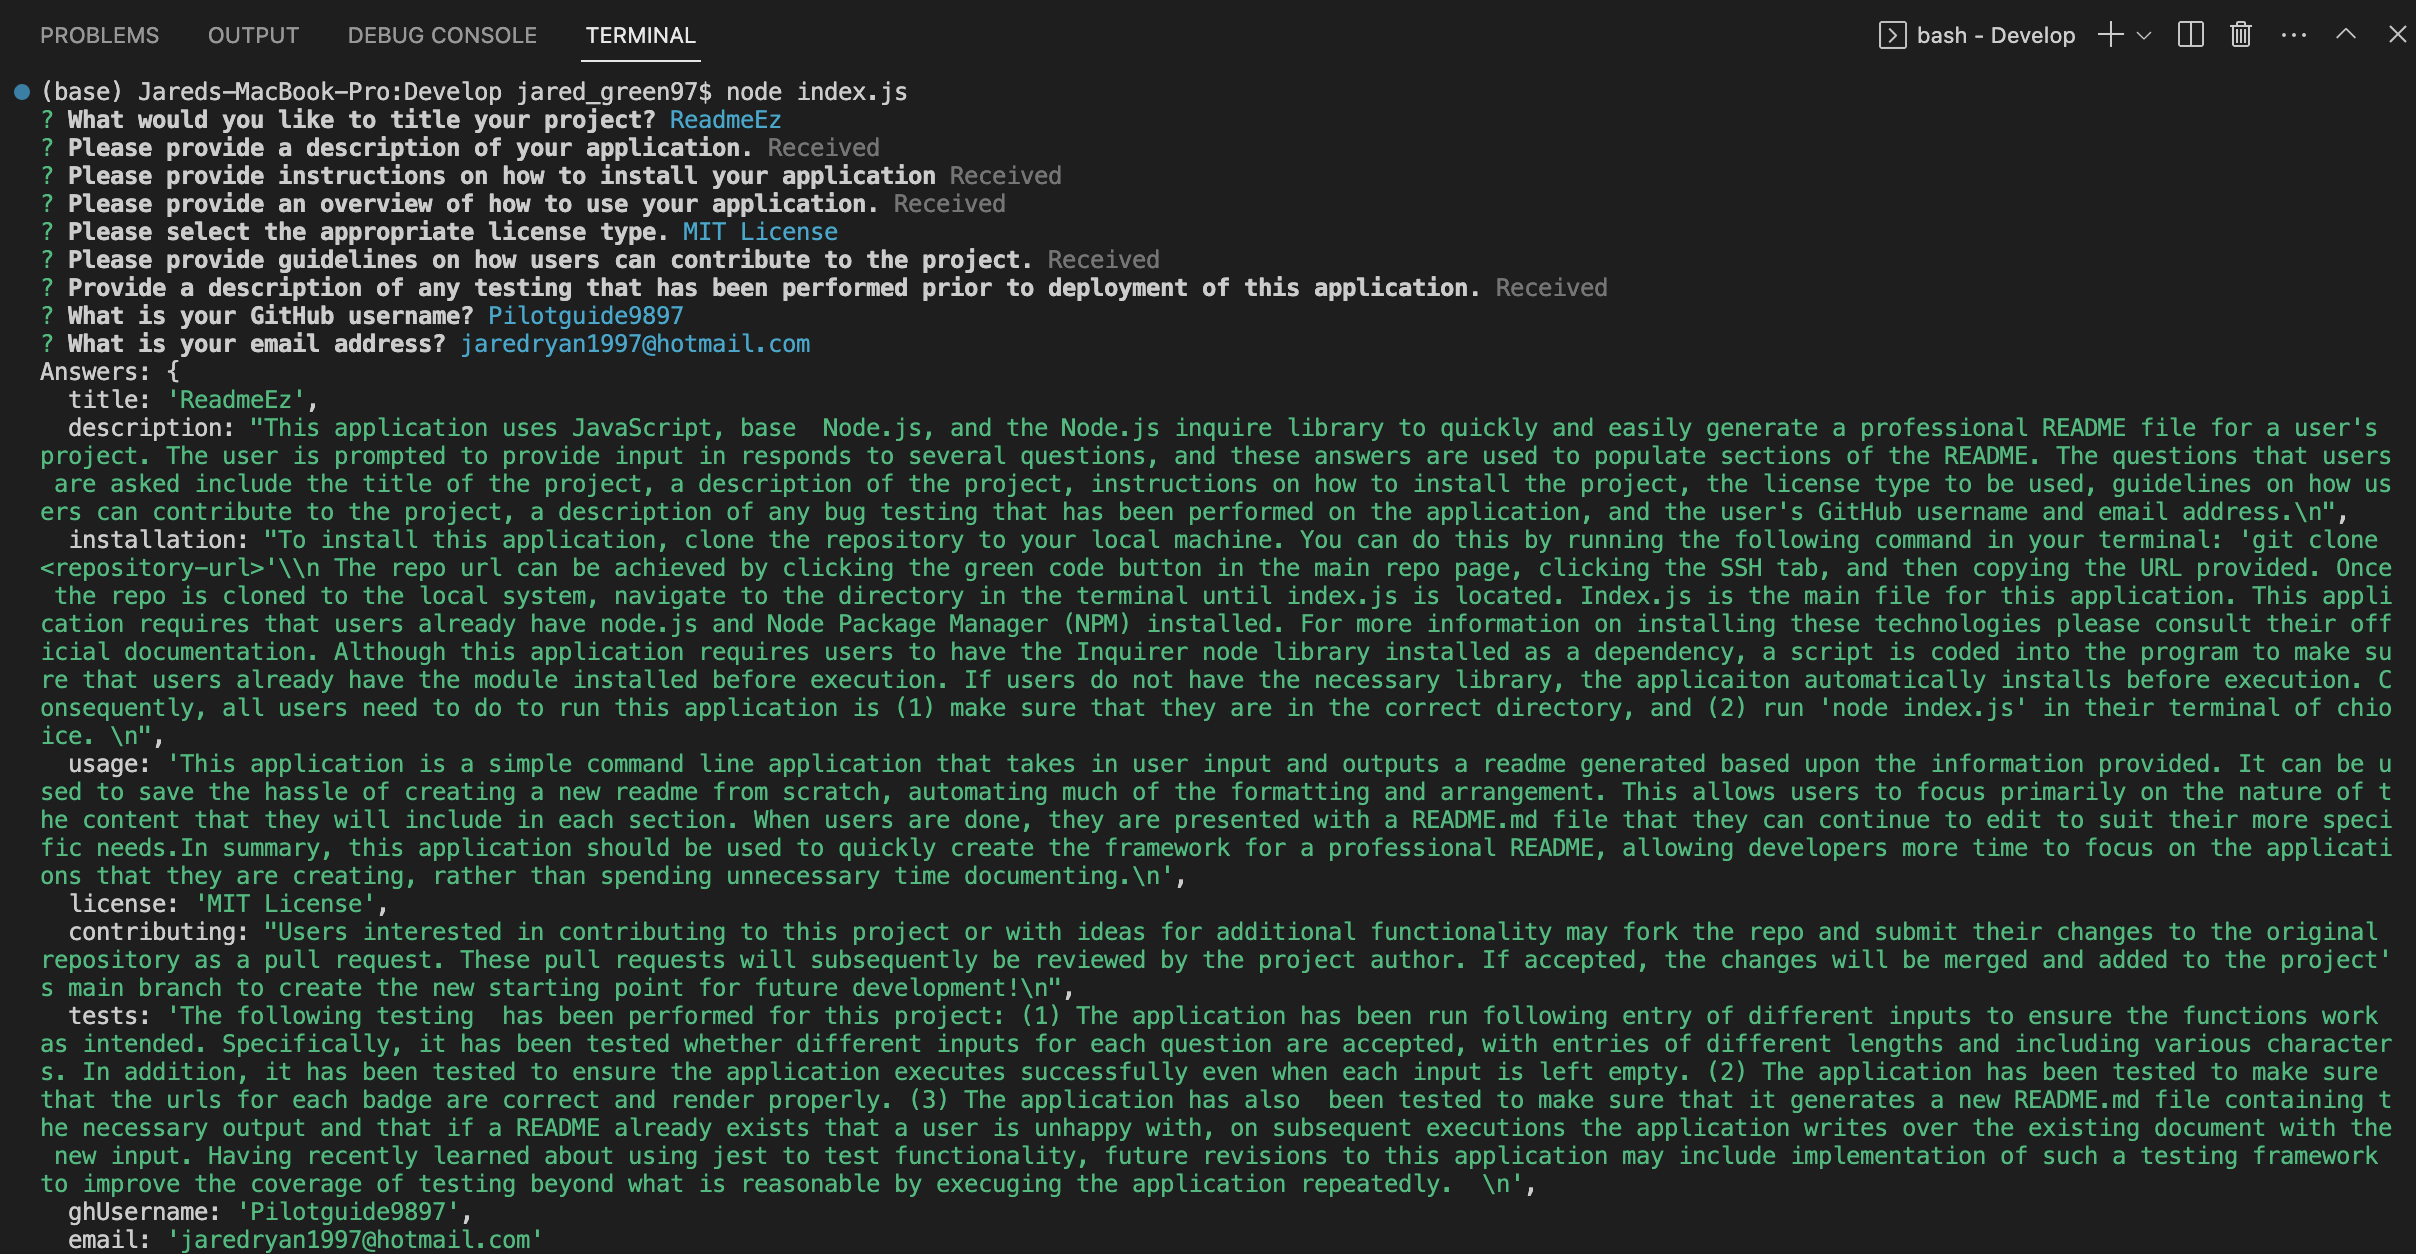 PROBLEMS OUTPUT DEBUG CONSOLE TERMINAL bash - Develop
(base) Jareds-MacBook-Pro:Develop jared_green97$ node index.js
? What would you like to title your project? ReadmeEz
? Please provide a description of your application. Received
? Please provide instructions on how to install your application Received
? Please provide an overview of how to use your application. Received
? Please select the appropriate license type. MIT License
? Please provide guidelines on how users can contribute to the project. Received
? Provide a description of any testing that has been performed prior to deployment of this application. Received
? What is your GitHub username? Pilotguide9897
? What is your email address? jaredryan1997@hotmail.com
Answers: {
  title: 'ReadmeEz',
  description: "This application uses JavaScript, base  Node.js, and the Node.js inquire library to quickly and easily generate a professional README file for a user's
project. The user is prompted to provide input in responds to several questions, and these answers are used to populate sections of the README. The questions that users
 are asked include the title of the project, a description of the project, instructions on how to install the project, the license type to be used, guidelines on how us
ers can contribute to the project, a description of any bug testing that has been performed on the application, and the user's GitHub username and email address.\n",
  installation: "To install this application, clone the repository to your local machine. You can do this by running the following command in your terminal: 'git clone
<repository-url>'\\n The repo url can be achieved by clicking the green code button in the main repo page, clicking the SSH tab, and then copying the URL provided. Once
 the repo is cloned to the local system, navigate to the directory in the terminal until index.js is located. Index.js is the main file for this application. This appli
cation requires that users already have node.js and Node Package Manager (NPM) installed. For more information on installing these technologies please consult their off
icial documentation. Although this application requires users to have the Inquirer node library installed as a dependency, a script is coded into the program to make su
re that users already have the module installed before execution. If users do not have the necessary library, the applicaiton automatically installs before execution. C
onsequently, all users need to do to run this application is (1) make sure that they are in the correct directory, and (2) run 'node index.js' in their terminal of chio
ice. \n",
  usage: 'This application is a simple command line application that takes in user input and outputs a readme generated based upon the information provided. It can be u
sed to save the hassle of creating a new readme from scratch, automating much of the formatting and arrangement. This allows users to focus primarily on the nature of t
he content that they will include in each section. When users are done, they are presented with a README.md file that they can continue to edit to suit their more speci
fic needs.In summary, this application should be used to quickly create the framework for a professional README, allowing developers more time to focus on the applicati
ons that they are creating, rather than spending unnecessary time documenting.\n',
  license: 'MIT License',
  contributing: "Users interested in contributing to this project or with ideas for additional functionality may fork the repo and submit their changes to the original
repository as a pull request. These pull requests will subsequently be reviewed by the project author. If accepted, the changes will be merged and added to the project'
s main branch to create the new starting point for future development!\n",
  tests: 'The following testing  has been performed for this project: (1) The application has been run following entry of different inputs to ensure the functions work
as intended. Specifically, it has been tested whether different inputs for each question are accepted, with entries of different lengths and including various character
s. In addition, it has been tested to ensure the application executes successfully even when each input is left empty. (2) The application has been tested to make sure
that the urls for each badge are correct and render properly. (3) The application has also  been tested to make sure that it generates a new README.md file containing t
he necessary output and that if a README already exists that a user is unhappy with, on subsequent executions the application writes over the existing document with the
 new input. Having recently learned about using jest to test functionality, future revisions to this application may include implementation of such a testing framework
to improve the coverage of testing beyond what is reasonable by execuging the application repeatedly.  \n',
  ghUsername: 'Pilotguide9897',
  email: 'jaredryan1997@hotmail.com'